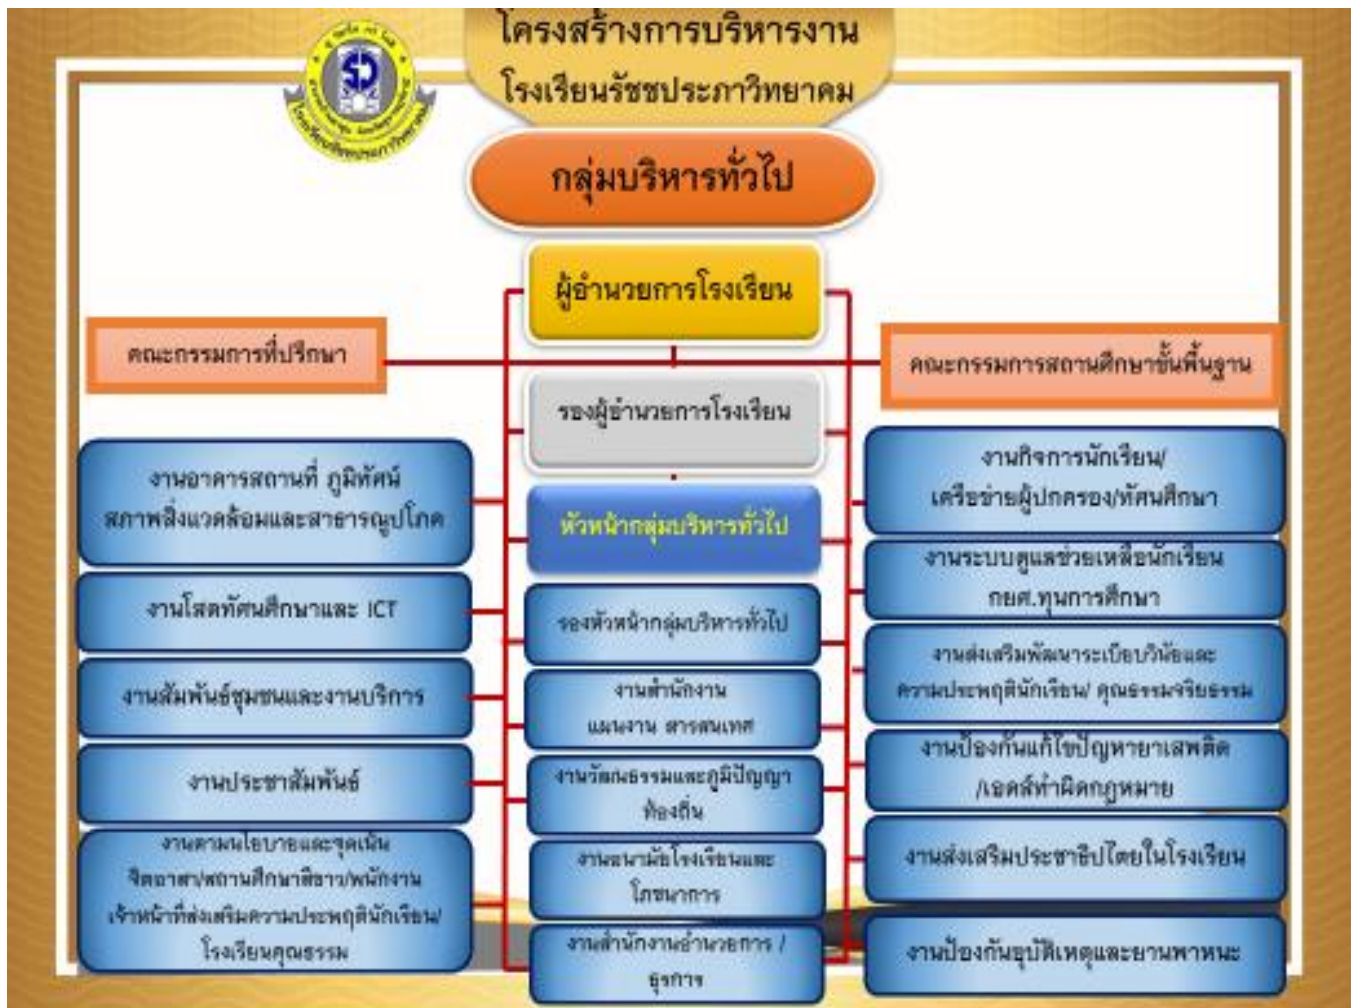 โครงสร้างการบริหารงาน
โรงเรียนรัชชประภาวิทยาคม
กลุ่มบริหารทั่วไป
ผู้อำนวยการโรงเรียน
คณะกรรมการที่ปรึกษา
คณะกรรมการสถานศึกษาขั้นพื้นฐาน
รองผู้อำนวยการโรงเรียน
หัวหน้ากลุ่มบริหารทั่วไป
งานอาคารสถานที่ ภูมิทัศน์
สภาพสิ่งแวดล้อมและสาธารณูปโภค
งานโสตทัศนศึกษาและ ICT
งานสัมพันธ์ชุมชนและงานบริการ
งานประชาสัมพันธ์
งานตามนโยบายและจุดเน้น
จิตอาสา/สถานศึกษาสีขาว/พนักงาน
เจ้าหน้าที่ส่งเสริมความประพฤตินักเรียน/
โรงเรียนคุณธรรม
รองหัวหน้ากลุ่มบริหารทั่วไป
งานสำนักงาน
แผนงาน สารสนเทศ
งานวัฒนธรรมและภูมิปัญญา
ท้องถิ่น
งานอนามัยโรงเรียนและ
โภชนาการ
งานสำนักงานอำนวยการ /
ธุรการ
งานกิจการนักเรียน/
เครือข่ายผู้ปกครอง/ทัศนศึกษา
งานระบบดูแลช่วยเหลือนักเรียน
กยศ.ทุนการศึกษา
งานส่งเสริมพัฒนาระเบียบวินัยและ
ความประพฤตินักเรียน/ คุณธรรมจริยธรรม
งานป้องกันแก้ไขปัญหายาเสพติด
/เอดส์ทำผิดกฎหมาย
งานส่งเสริมประชาธิปไตยในโรงเรียน
งานป้องกันอุบัติเหตุและยานพาหนะ